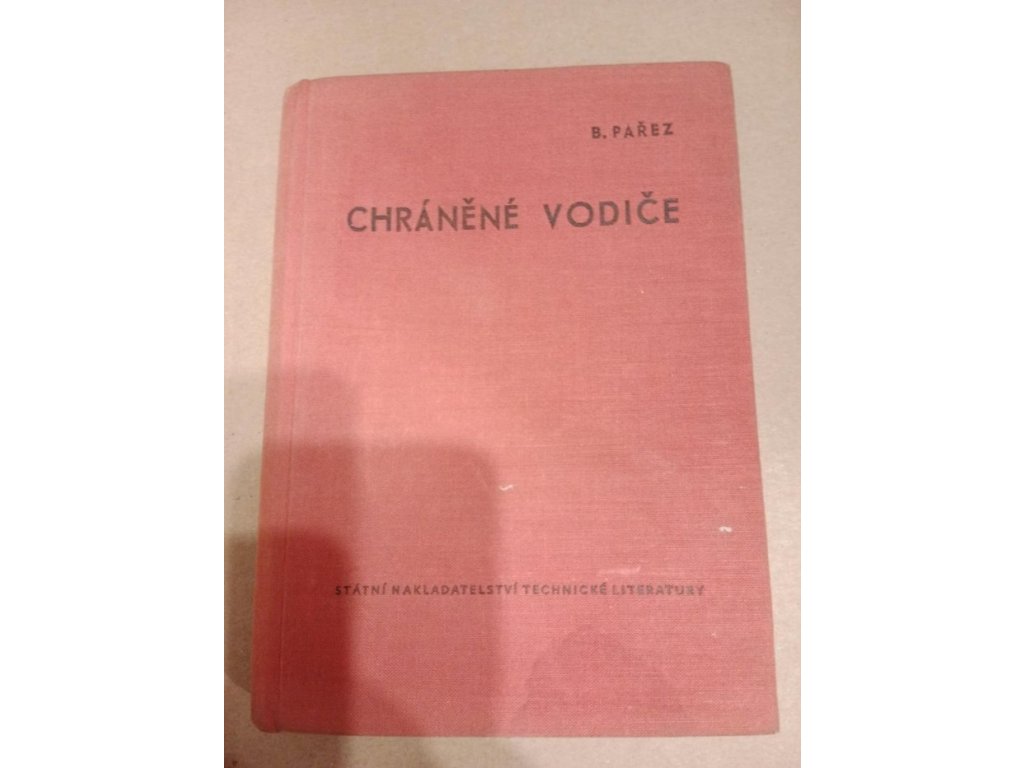 B. PAŘEZ
CHRÁNĚNÉ VODIČE
STÁTNÍ NAKLADATELSTVÍ TECHNICKÉ LITERATURY